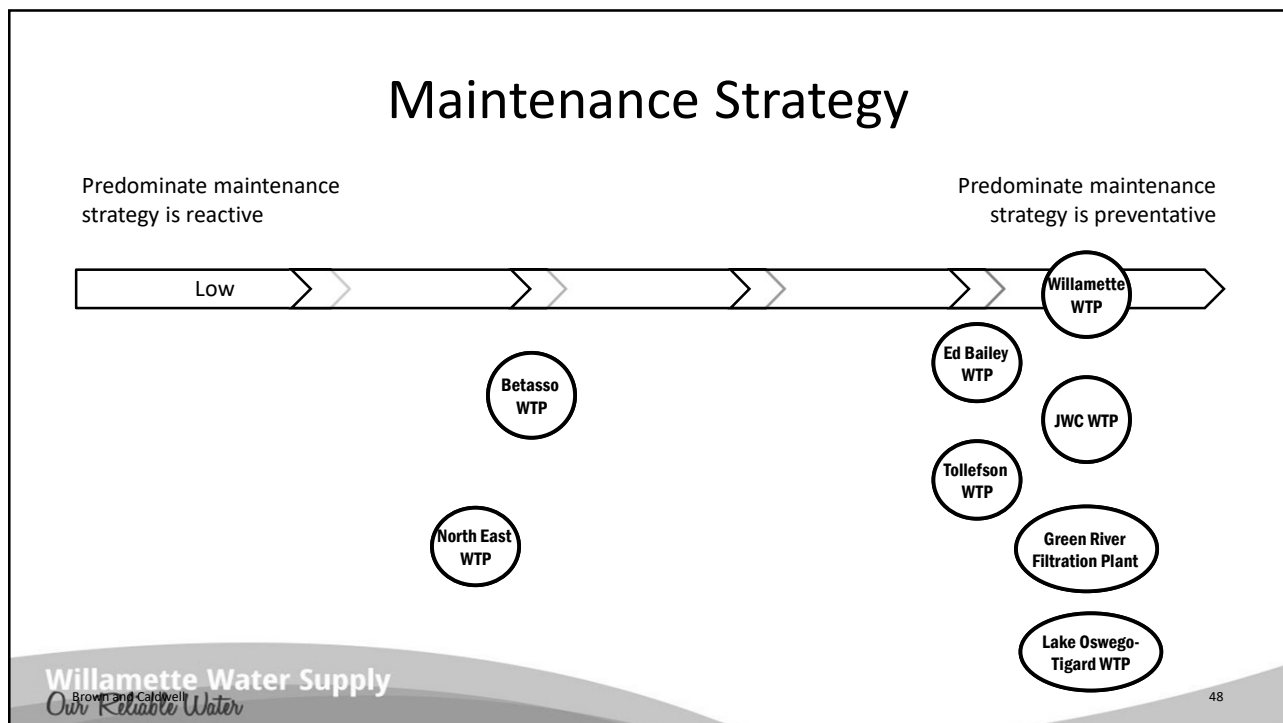 Maintenance Strategy
Predominate maintenance
strategy is reactive
Predominate maintenance
strategy is preventative
Low
Willamette
WTP
Ed Bailey
WTP
Betasso
WTP
JWC WTP
Tollefson
WTP
North East
WTP
Green River
Filtration Plant
Lake Oswego-
Tigard WTP
Willamette Water Supply
Our Reliable Water
Brown and Caldwell
48